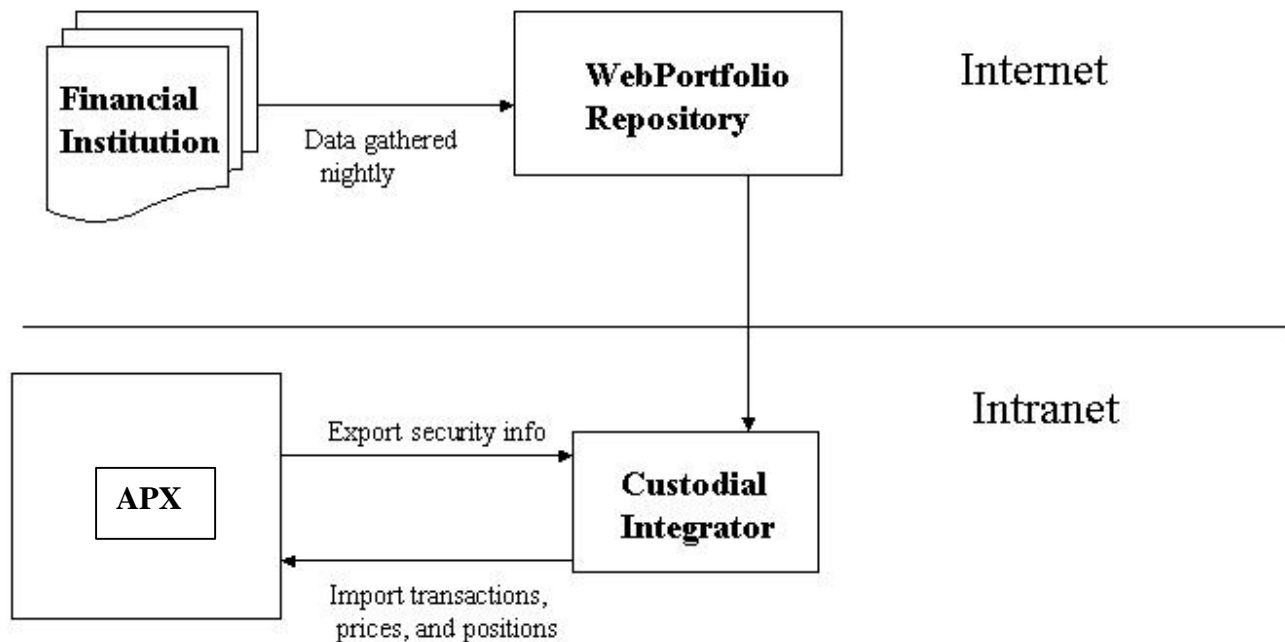 Financial
Institution
Data gathered
nightly
WebPortfolio
Repository
Internet
Intranet
APX
Export security info
Custodial
Integrator
Import transactions,
prices, and positions